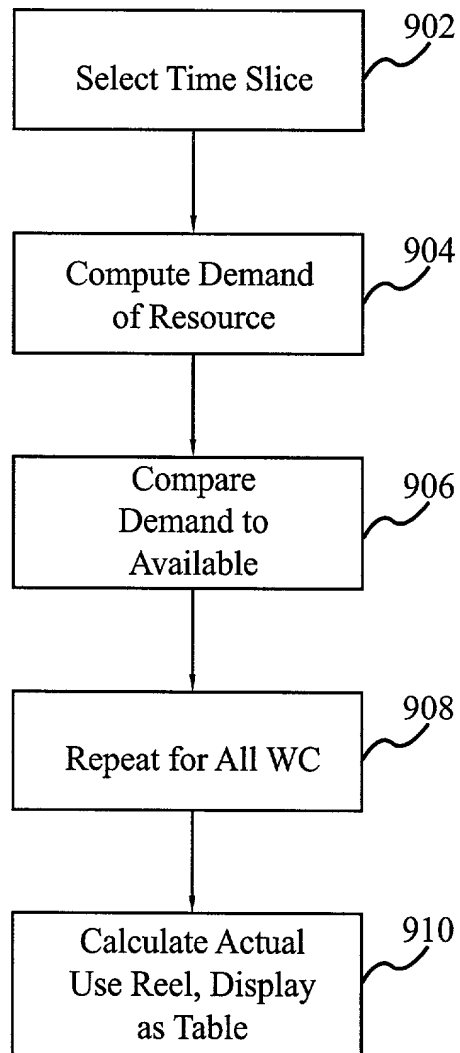 902
Select Time Slice
904
Compute Demand
of Resource
906
Compare
Demand to
Available
908
Repeat for All WC
910
Calculate Actual
Use Reel, Display
as Table